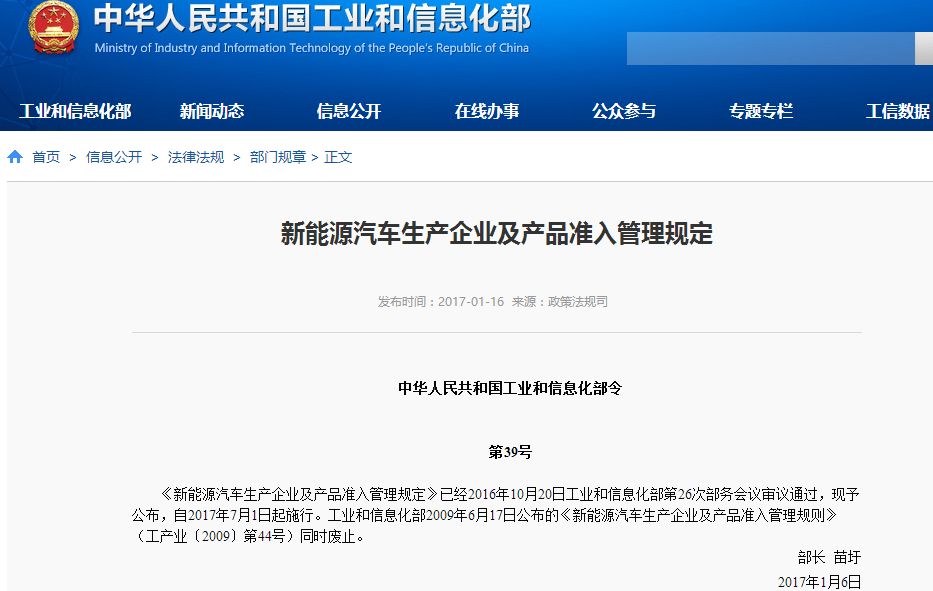 中华人民共和国工业和信息化部
Ministry of Industry and Information Technology of the People's Republic of China
工业和信息化部 新闻动态 信息公开 在线办事 公众参与 专题专栏 工信数据
首页 > 信息公开 > 法律法规 > 部门规章 > 正文
新能源汽车生产企业及产品准入管理规定
发布时间：2017-01-16 来源：政策法规司
中华人民共和国工业和信息化部令
第39号
《新能源汽车生产企业及产品准入管理规定》已经2016年10月20日工业和信息化部第26次部务会议审议通过，现予
公布，自2017年7月1日起施行。工业和信息化部2009年6月17日公布的《新能源汽车生产企业及产品准入管理规则》
（工产业〔2009〕第44号）同时废止。
部长 苗圩
2017年1月6日